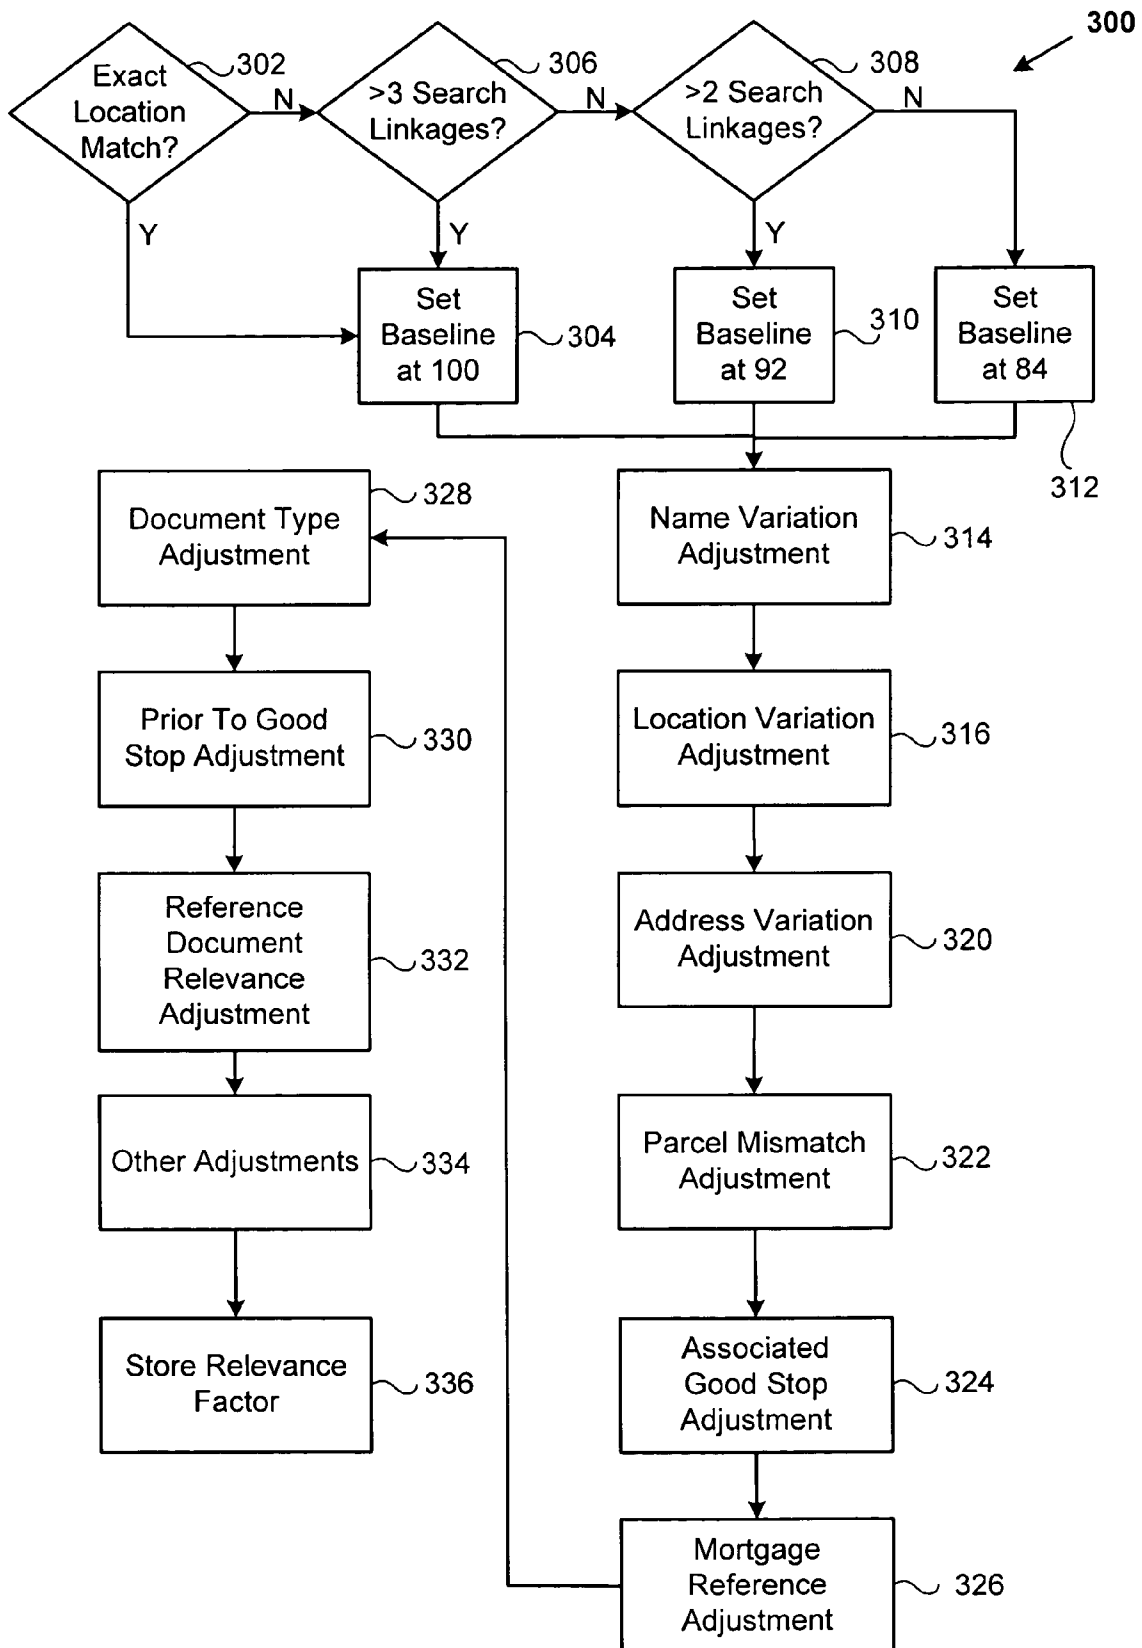 300
Exact
Location
Match?
302
N
>3 Search
Linkages?
306
N
>2 Search
Linkages?
308
N
Y
Y
Y
Set
Baseline
at 100
304
Set
Baseline
at 92
310
Set
Baseline
at 84
312
Name Variation
Adjustment
314
Location Variation
Adjustment
316
Address Variation
Adjustment
320
Parcel Mismatch
Adjustment
322
Associated
Good Stop
Adjustment
324
Mortgage
Reference
Adjustment
326
Document Type
Adjustment
328
Prior To Good
Stop Adjustment
330
Reference
Document
Relevance
Adjustment
332
Other Adjustments
334
Store Relevance
Factor
336